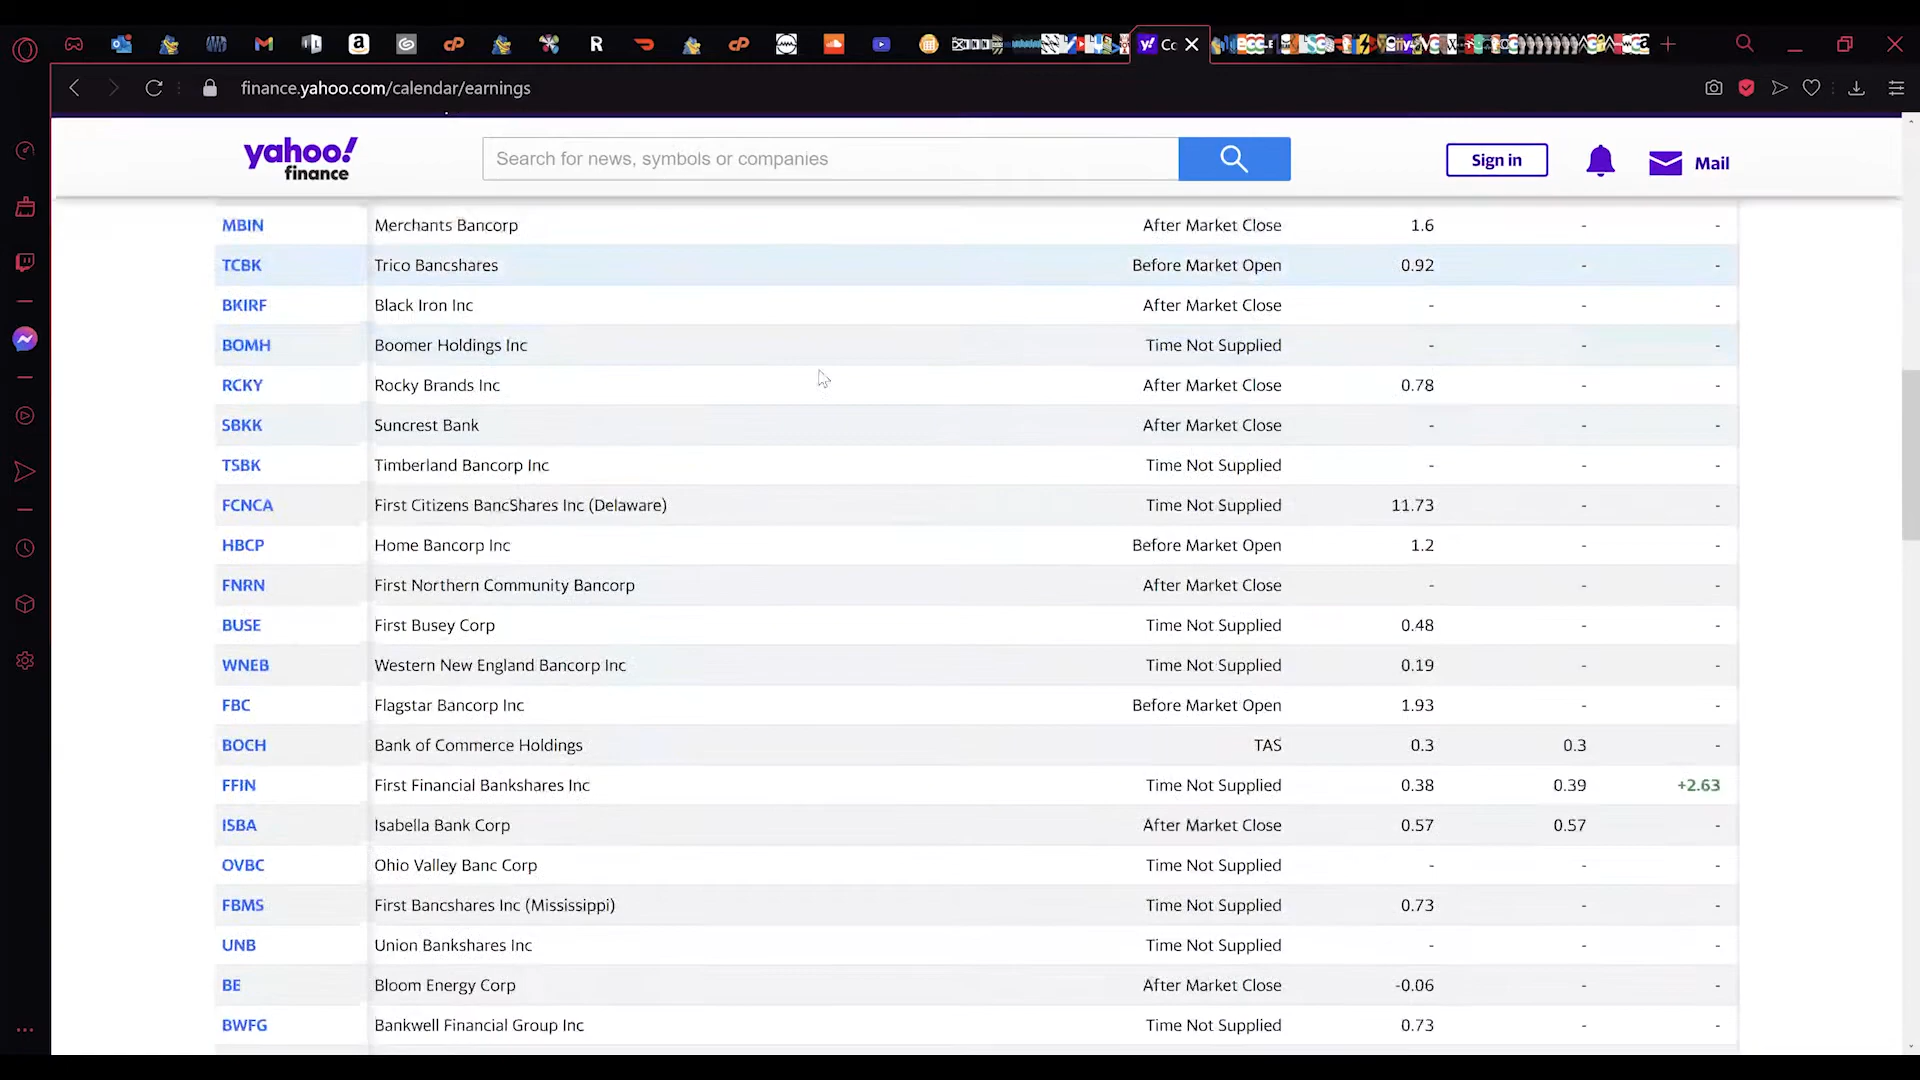 finance.yahoo.com/calendar/earnings
yahoo!
finance
Search for news, symbols or companies
Sign in
Mail
MBIN Merchants Bancorp After Market Close 1.6 - -
TCBK Trico Bancshares Before Market Open 0.92 - -
BKIRF Black Iron Inc After Market Close - - -
BOMH Boomer Holdings Inc Time Not Supplied - - -
RCKY Rocky Brands Inc After Market Close 0.78 - -
SBKK Suncrest Bank After Market Close - - -
TSBK Timberland Bancorp Inc Time Not Supplied - - -
FCNCA First Citizens BancShares Inc (Delaware) Time Not Supplied 11.73 - -
HBCP Home Bancorp Inc Before Market Open 1.2 - -
FNRN First Northern Community Bancorp After Market Close - - -
BUSE First Busey Corp Time Not Supplied 0.48 - -
WNEB Western New England Bancorp Inc Time Not Supplied 0.19 - -
FBC Flagstar Bancorp Inc Before Market Open 1.93 - -
BOCH Bank of Commerce Holdings TAS 0.3 0.3 -
FFIN First Financial Bankshares Inc Time Not Supplied 0.38 0.39 +2.63
ISBA Isabella Bank Corp After Market Close 0.57 0.57 -
OVBC Ohio Valley Banc Corp Time Not Supplied - - -
FBMS First Bancshares Inc (Mississippi) Time Not Supplied 0.73 - -
UNB Union Bankshares Inc Time Not Supplied - - -
BE Bloom Energy Corp After Market Close -0.06 - -
BWFG Bankwell Financial Group Inc Time Not Supplied 0.73 - -